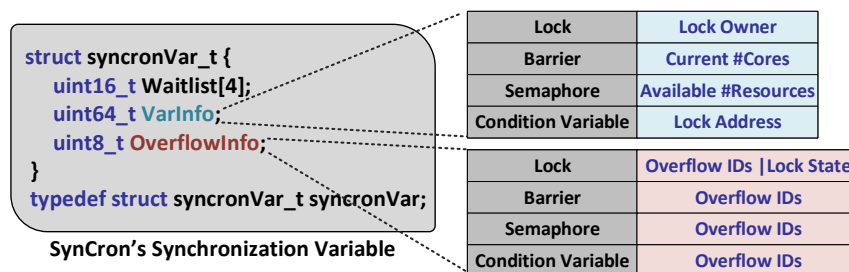 struct syncronVar_t {
uint16_t Waitlist[4];
uint64_t VarInfo;
uint8_t OverflowInfo;
}
typedef struct syncronVar_t syncronVar;
SynCron's Synchronization Variable
Lock Lock Owner
Barrier Current #Cores
Semaphore Available #Resources
Condition Variable Lock Address
Lock Overflow IDs |Lock State
Barrier Overflow IDs
Semaphore Overflow IDs
Condition Variable Overflow IDs